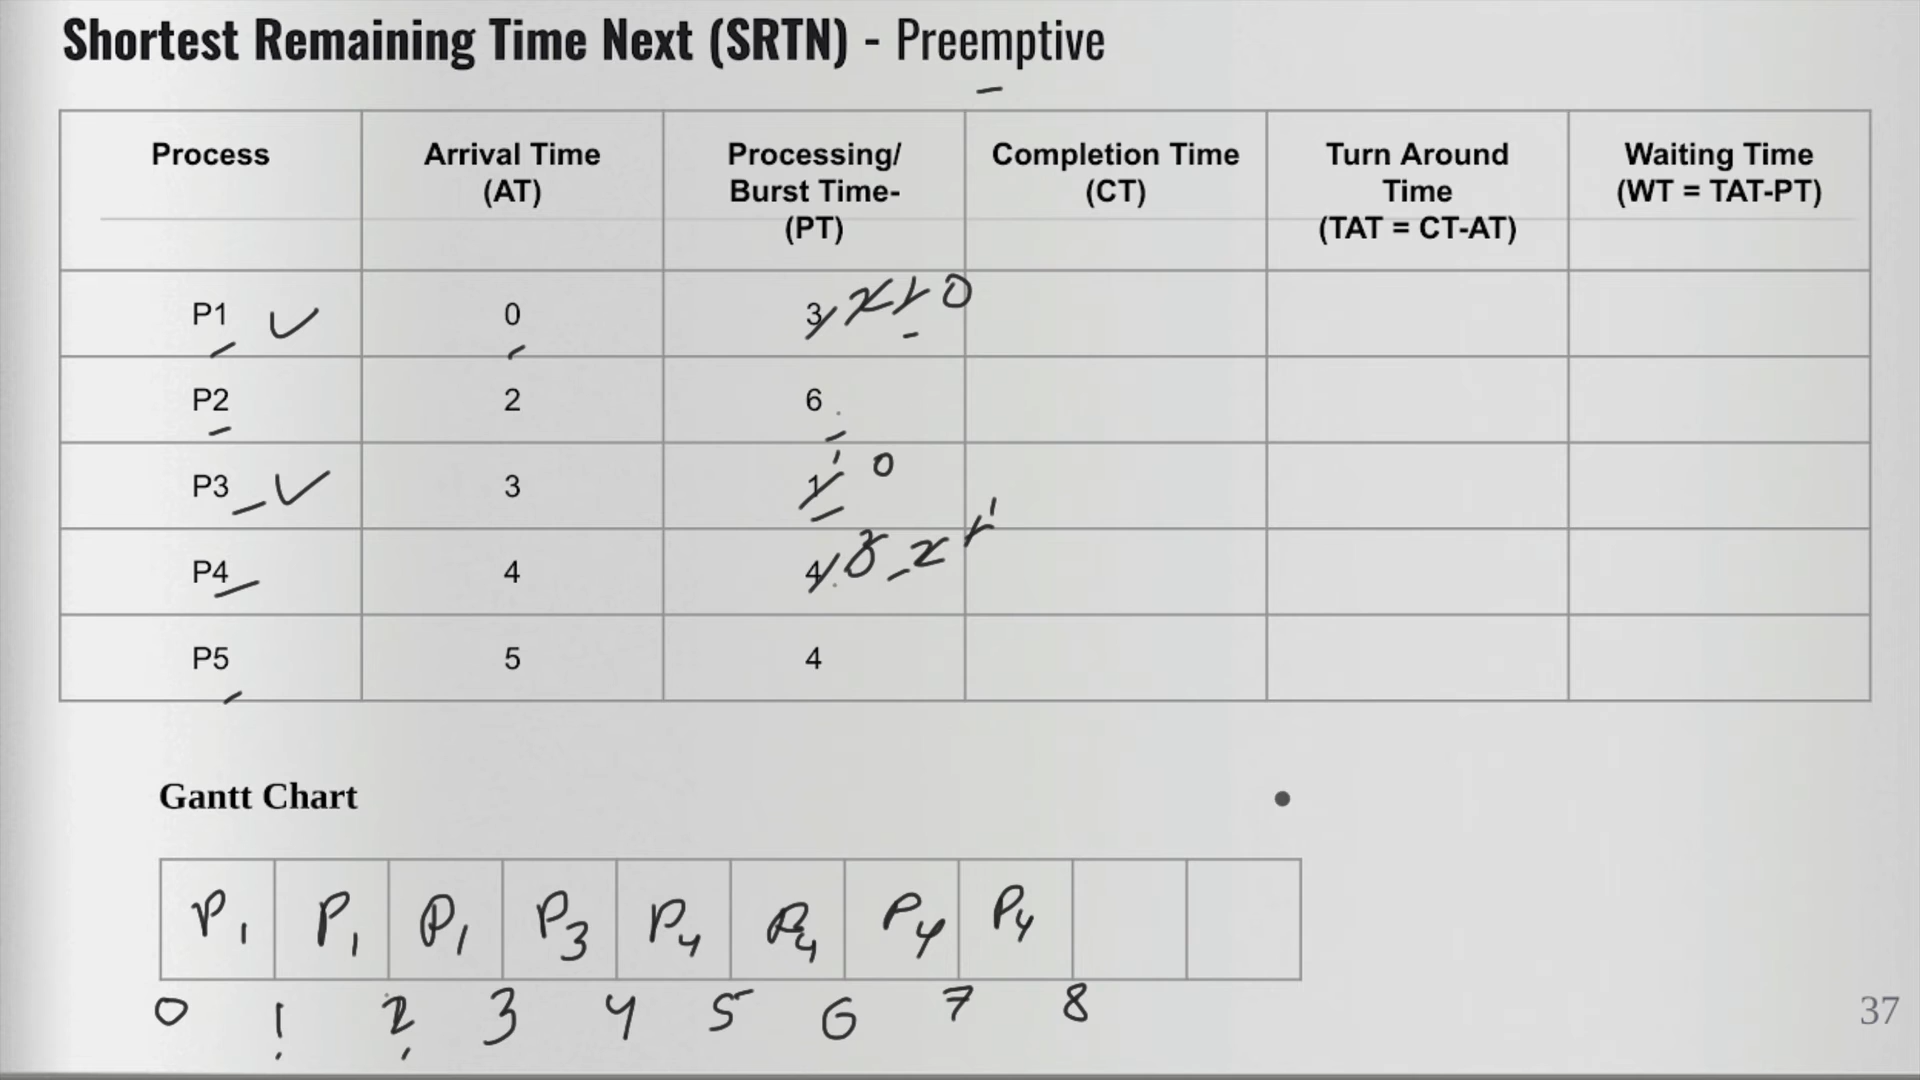 Shortest Remaining Time Next (SRTN) - Preemptive
Process
Arrival Time
(AT)
Processing/
Burst Time-
(PT)
Completion Time
(CT)
Turn Around
Time
(TAT = CT-AT)
Waiting Time
(WT = TAT-PT)
P1 0 3 2 1 0
P2 2 6
P3 3 1 0
P4 4 4 3 2 1
P5 5 4
Gantt Chart
P1 P1 P1 P3 P4 P4 P4 P4
0 1 2 3 4 5 6 7 8
37